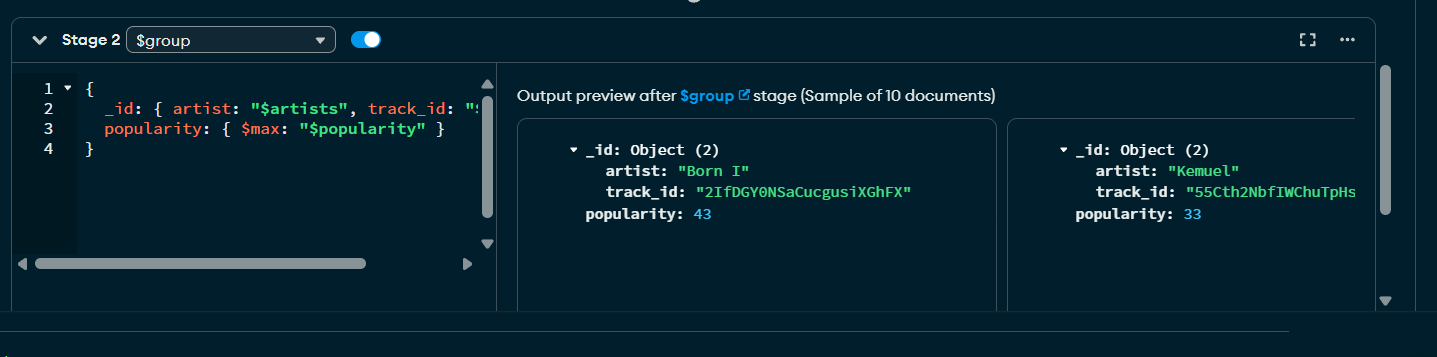 Stage 2 $group
1 {
2 _id: { artist: "$artists", track_id: "
3 popularity: { $max: "$popularity" }
4 }
Output preview after $group stage (Sample of 10 documents)
_id: Object (2)
artist: "Born I"
track_id: "2IfDGY0NSaCucgusiXGhFX"
popularity: 43
_id: Object (2)
artist: "Kemuel"
track_id: "55Cth2NbfIWChuTpHs
popularity: 33